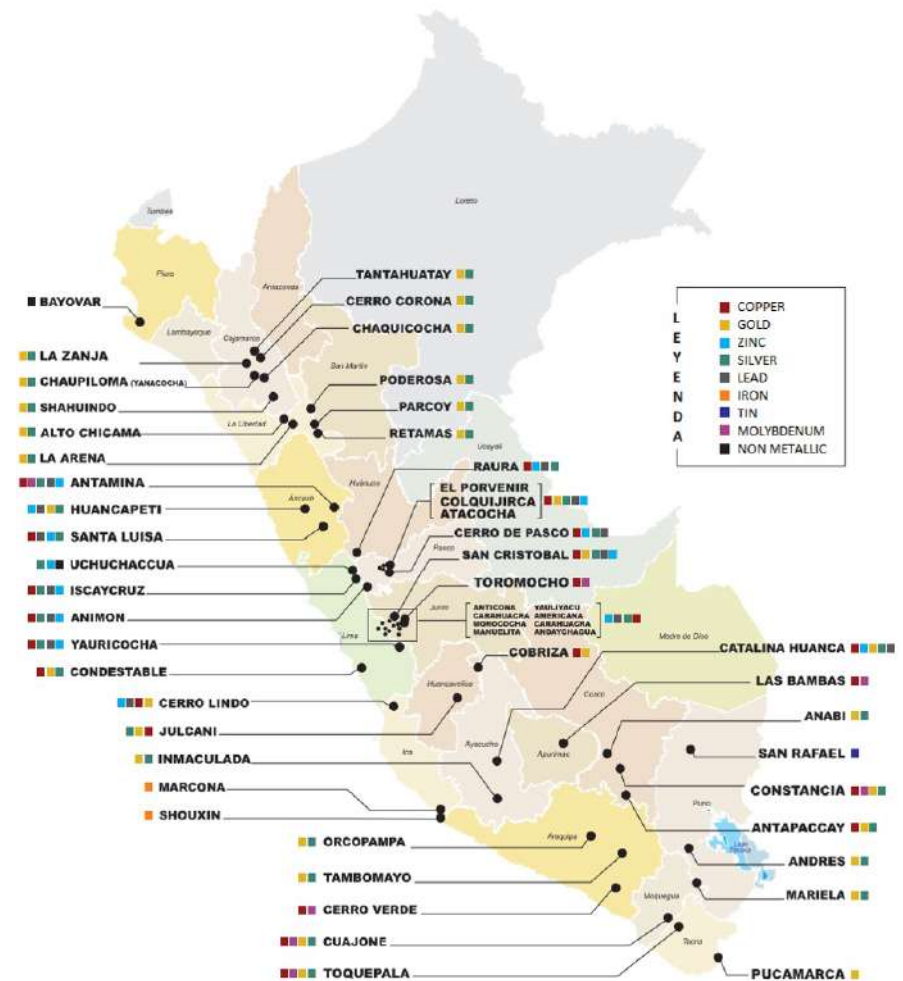 Tumbes
Loreto
Piura
Amazonas
Lambayeque
Cajamarca
San Martín
La Libertad
Ancash
Huánuco
Ucayali
Pasco
Junín
Lima
Madre de Dios
Huancavelica
Cusco
Ica
Ayacucho
Apurímac
Puno
Arequipa
Moquegua
Tacna
BAYOVAR
LA ZANJA
CHAUPILOMA (YANACOCHA)
SHAHUINDO
ALTO CHICAMA
LA ARENA
ANTAMINA
HUANCAPETI
SANTA LUISA
UCHUCHACCUA
ISCAYCRUZ
ANIMON
YAURICOCHA
CONDESTABLE
CERRO LINDO
JULCANI
INMACULADA
MARCONA
SHOUXIN
ORCOPAMPA
TAMBOMAYO
CERRO VERDE
CUAJONE
TOQUEPALA
TANTAHUATAY
CERRO CORONA
CHAQUICOCHA
PODEROSA
PARCOY
RETAMAS
RAURA
EL PORVENIR
COLQUIJIRCA
ATACOCHA
CERRO DE PASCO
SAN CRISTOBAL
TOROMOCHO
ANTICONA YAULIYACU
CARAHUACRA AMERICANA
MOROCOCHA CARAHUACRA
MANUELITA ANDAYCHAGUA
COBRIZA
CATALINA HUANCA
LAS BAMBAS
ANABI
SAN RAFAEL
CONSTANCIA
ANTAPACCAY
ANDRES
MARIELA
PUCAMARCA
LEYENDA
COPPER
GOLD
ZINC
SILVER
LEAD
IRON
TIN
MOLYBDENUM
NON METALLIC